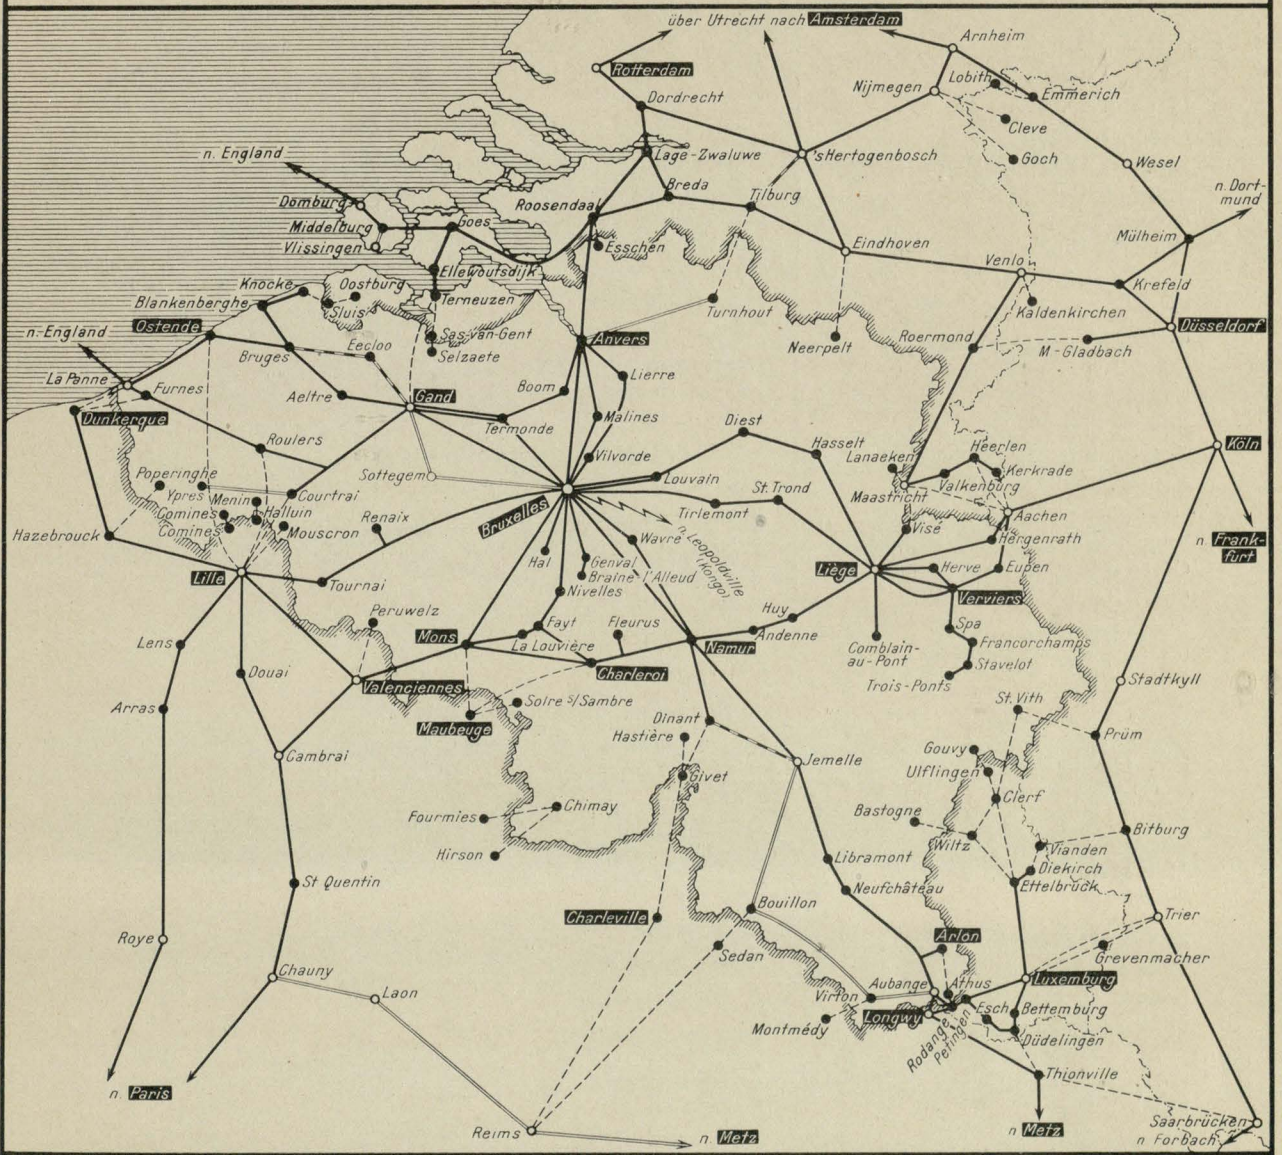 über Utrecht nach Amsterdam
Arnheim
Rotterdam
Lobith
Nijmegen
Emmerich
Dordrecht
Cleve
n. England
Lage-Zwaluwe
'sHertogenbosch
Goch
Wesel
Breda
Tilburg
n. Dort-
mund
Domburg
Roosendaal
Middelburg
Goes
Vlissingen
Esschen
Eindhoven
Mülheim
Ellewoutsdijk
Venlo
Knocke
Oostburg
Krefeld
Blankenberghe
Sluis
Terneuzen
Turnhout
Kaldenkirchen
Ostende
Düsseldorf
n. England
Eecloo
Sas-van-Gent
Anvers
Neerpelt
Roermond
M-Gladbach
Bruges
Selzaete
La Panne
Furnes
Aeltre
Gand
Boom
Lierre
Dunkerque
Termonde
Malines
Diest
Roulers
Hasselt
Heerlen
Köln
Vilvorde
Lanaeken
Kerkrade
Poperinghe
Sottegem
Louvain
Valkenburg
Ypres
Menin
Courtrai
St. Trond
Maastricht
Comines
Halluin
Bruxelles
Tirlemont
Aachen
Comines
Mouscron
Renaix
Visé
Hazebrouck
Wavre
n. Leopoldville
(Kongo)
Hergenrath
n. Frank-
furt
Hal
Genval
Lille
Braine-l'Alleud
Liège
Herve
Eupen
Tournai
Nivelles
Verviers
Peruwelz
Huy
Fayt
Fleurus
Spa
Lens
Mons
La Louvière
Namur
Andenne
Francorchamps
Comblain-
au-Pont
Douai
Charleroi
Stavelot
Valenciennes
Trois-Ponts
Stadtkyll
Arras
Solre s/Sambre
St. Vith
Maubeuge
Dinant
Hastière
Prüm
Cambrai
Jemelle
Gouvy
Givet
Ulflingen
Clerf
Chimay
Bastogne
Fourmies
Bitburg
Wiltz
Vianden
Hirson
Libramont
Diekirch
St Quentin
Neufchâteau
Ettelbrück
Bouillon
Charleville
Trier
Roye
Arlon
Sedan
Grevenmacher
Chauny
Aubange
Athus
Luxemburg
Laon
Virton
Longwy
Esch
Bettemburg
Montmédy
Rodange
Petingen
Düdelingen
Thionville
n. Paris
Reims
n. Metz
n Metz
Saarbrücken
n Forbach